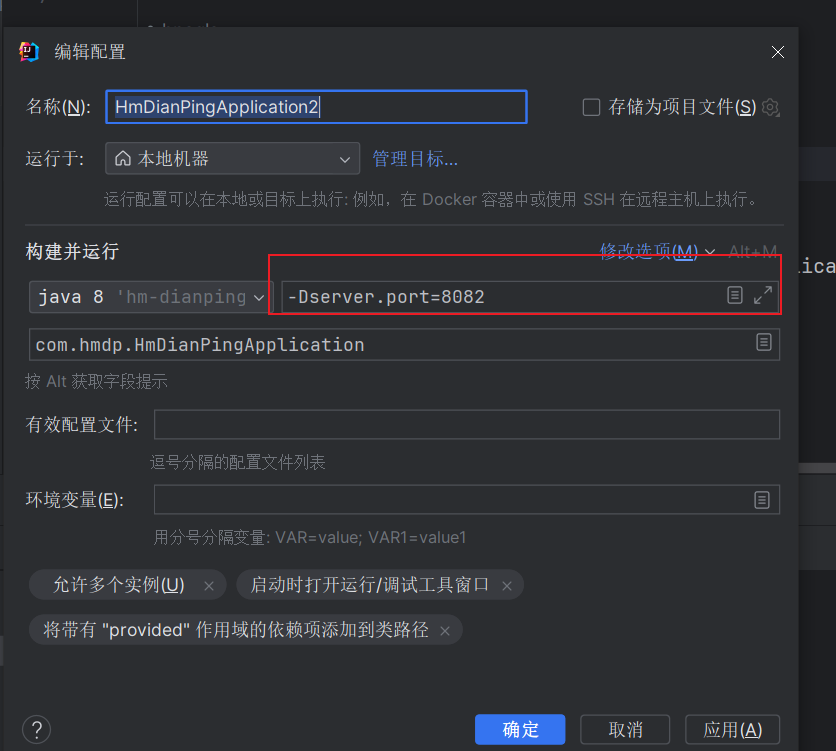 编辑配置
名称(N): HmDianPingApplication2 存储为项目文件(S)
运行于: 本地机器 管理目标...
运行配置可以在本地或目标上执行: 例如，在 Docker 容器中或使用 SSH 在远程主机上执行。
构建并运行 修改选项(M) Alt+M
java 8 'hm-dianping -Dserver.port=8082
com.hmdp.HmDianPingApplication
按 Alt 获取字段提示
有效配置文件:
逗号分隔的配置文件列表
环境变量(E):
用分号分隔变量: VAR=value; VAR1=value1
允许多个实例(U) × 启动时打开运行/调试工具窗口 ×
将带有 "provided" 作用域的依赖项添加到类路径 ×
? 确定 取消 应用(A)